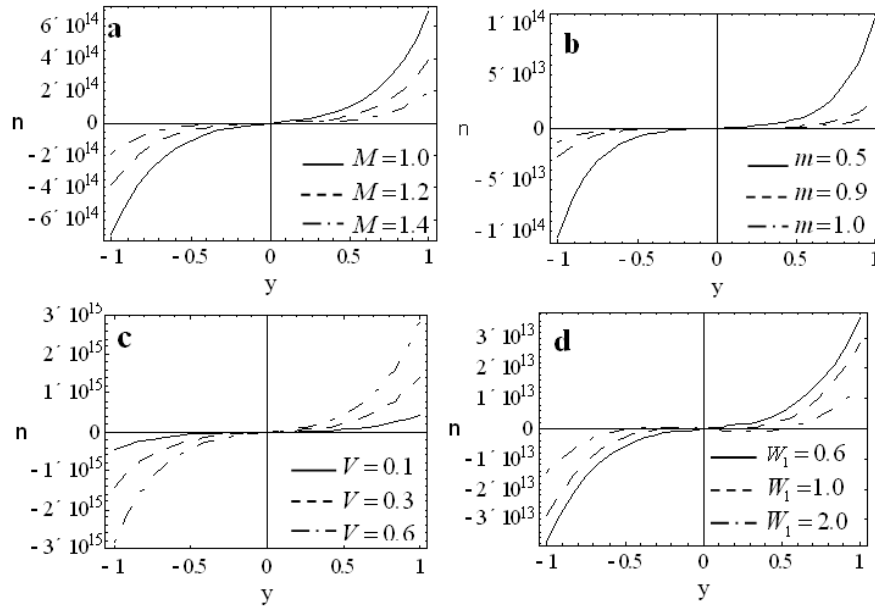 a
6´ 10^14
4´ 10^14
2´ 10^14
0
- 2´ 10^14
- 4´ 10^14
- 6´ 10^14
n
M=1.0
M=1.2
M=1.4
- 1 - 0.5 0 0.5 1
y
b
1´ 10^14
5´ 10^13
0
- 5´ 10^13
- 1´ 10^14
n
m=0.5
m=0.9
m=1.0
- 1 - 0.5 0 0.5 1
y
c
3´ 10^15
2´ 10^15
1´ 10^15
0
- 1´ 10^15
- 2´ 10^15
- 3´ 10^15
n
V=0.1
V=0.3
V=0.6
- 1 - 0.5 0 0.5 1
y
d
3´ 10^13
2´ 10^13
1´ 10^13
0
- 1´ 10^13
- 2´ 10^13
- 3´ 10^13
n
W₁=0.6
W₁=1.0
W₁=2.0
- 1 - 0.5 0 0.5 1
y